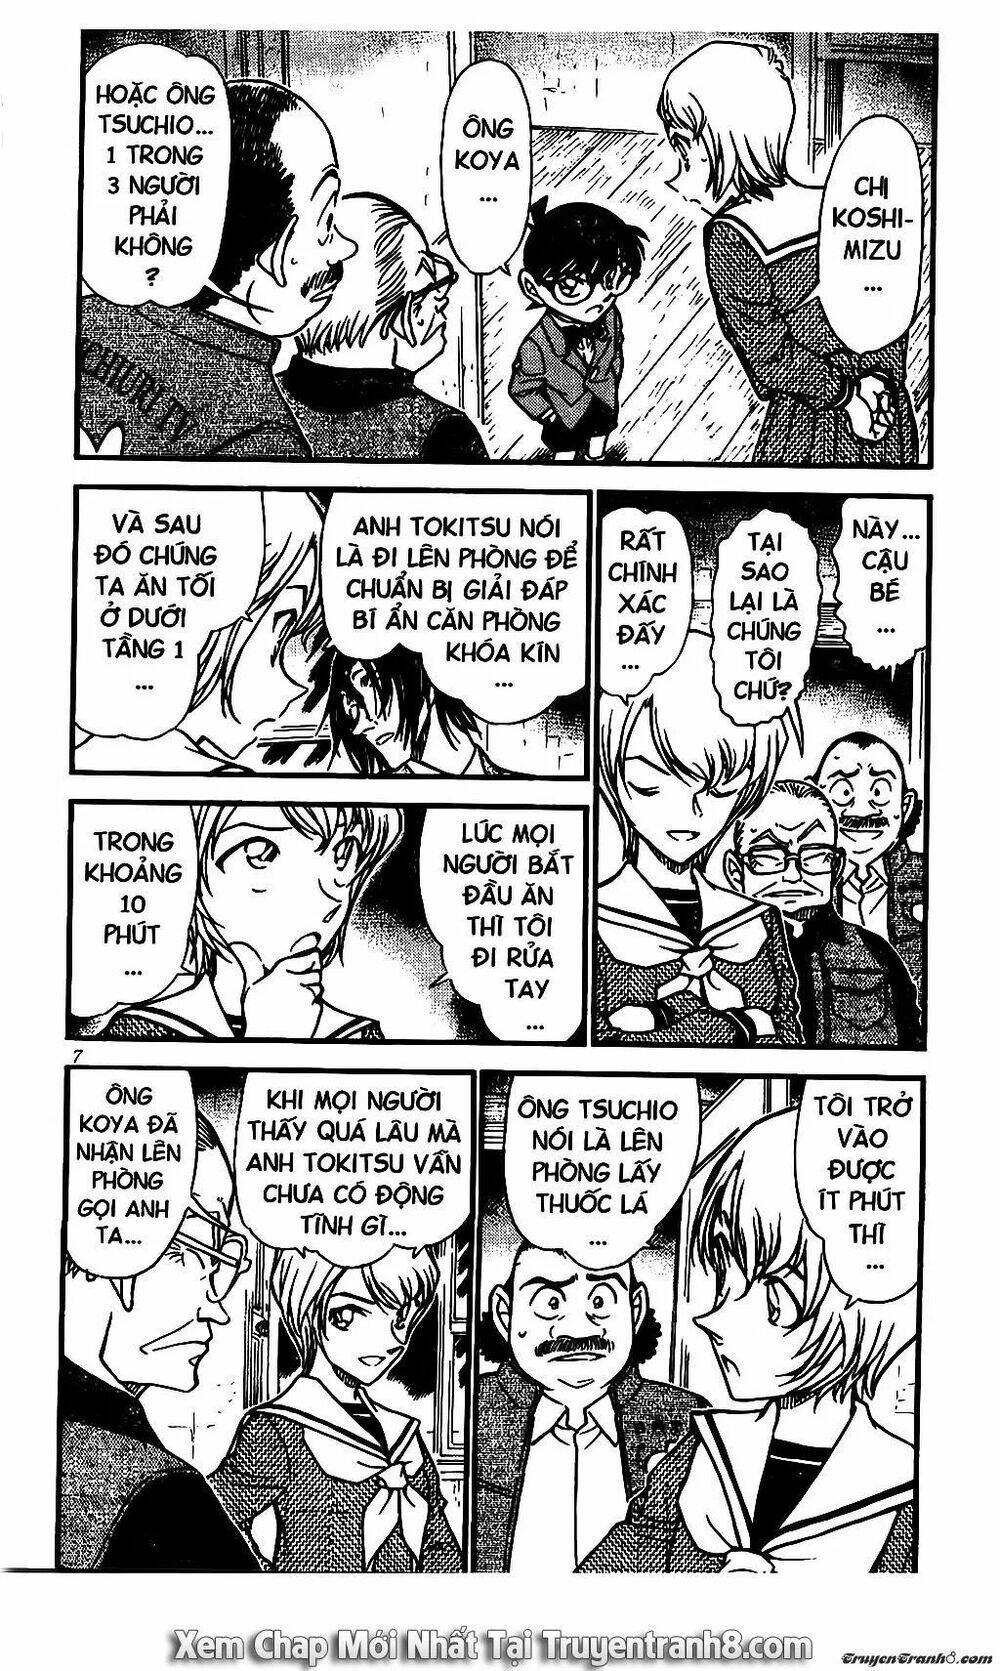 CHỊ
KOSHI-
MIZU
...
ÔNG
KOYA
...
HOẶC ÔNG
TSUCHIO...
1 TRONG
3 NGƯỜI
PHẢI
KHÔNG
?
CHIURI TV
NÀY...
CẬU
BÉ
...
TẠI
SAO
LẠI LÀ
CHÚNG
TÔI
CHỨ?
RẤT
CHÍNH
XÁC
ĐẤY
...
ANH TOKITSU NÓI
LÀ ĐI LÊN PHÒNG ĐỂ
CHUẨN BỊ GIẢI ĐÁP
BÍ ẨN CĂN PHÒNG
KHÓA KÍN
...
VÀ SAU
ĐÓ CHÚNG
TA ĂN TỐI
Ở DƯỚI
TẦNG 1
...
LÚC MỌI
NGƯỜI BẮT
ĐẦU ĂN
THÌ TÔI
ĐI RỬA
TAY
...
TRONG
KHOẢNG
10
PHÚT
...
7
TÔI TRỞ
VÀO
ĐƯỢC
ÍT PHÚT
THÌ
...
ÔNG TSUCHIO
NÓI LÀ LÊN
PHÒNG LẤY
THUỐC LÁ
...
KHI MỌI NGƯỜI
THẤY QUÁ LÂU MÀ
ANH TOKITSU VẪN
CHƯA CÓ ĐỘNG
TĨNH GÌ...
ÔNG
KOYA ĐÃ
NHẬN LÊN
PHÒNG
GỌI ANH
TA...
Xem Chap Mới Nhất Tại Truyentranh8.com
TruyenTranh8.com